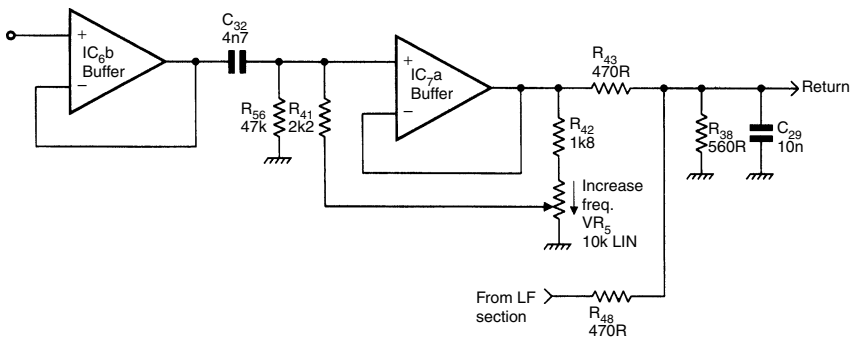 C32
4n7
+
IC6b
Buffer
−
R56
47k
R41
2k2
+
IC7a
Buffer
−
R43
470R
Return
R42
1k8
R38
560R
C29
10n
Increase
freq.
VR5
10k LIN
From LF
section
R48
470R